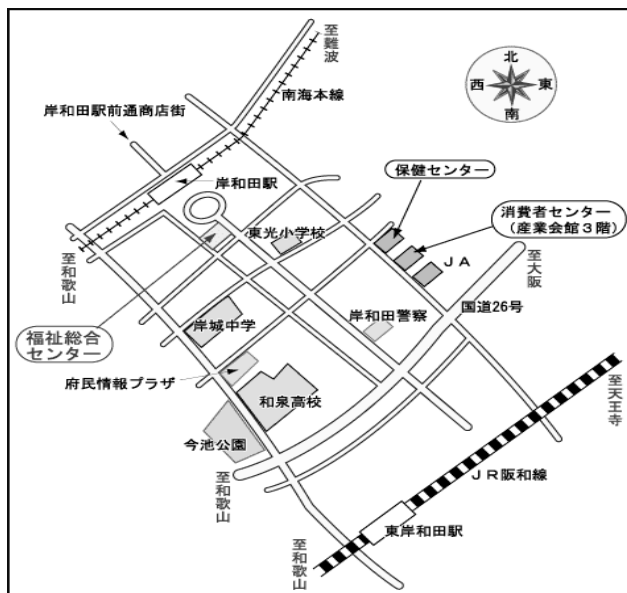 至難波
北
西 東
南
南海本線
岸和田駅前通商店街
保健センター
岸和田駅
消費者センター
(産業会館3階)
東光小学校
JA
至大阪
至和歌山
国道26号
岸城中学
岸和田警察
福祉総合
センター
府民情報プラザ
和泉高校
至天王寺
今池公園
至和歌山
JR阪和線
東岸和田駅
至和歌山